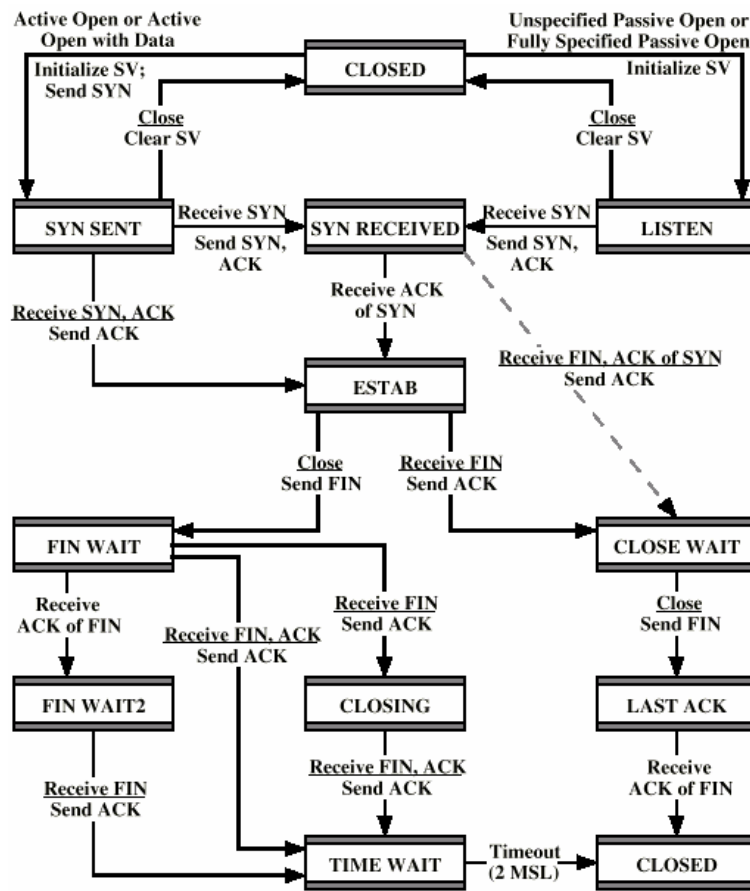 Active Open or Active
Open with Data
Unspecified Passive Open or
Fully Specified Passive Open
CLOSED
Initialize SV;
Send SYN
Initialize SV
Close
Clear SV
Close
Clear SV
SYN SENT
Receive SYN
Send SYN,
ACK
SYN RECEIVED
Receive SYN
Send SYN,
ACK
LISTEN
Receive SYN, ACK
Send ACK
Receive ACK
of SYN
Receive FIN, ACK of SYN
Send ACK
ESTAB
Close
Send FIN
Receive FIN
Send ACK
FIN WAIT
CLOSE WAIT
Receive
ACK of FIN
Receive FIN, ACK
Send ACK
Receive FIN
Send ACK
Close
Send FIN
FIN WAIT2
CLOSING
LAST ACK
Receive FIN
Send ACK
Receive FIN, ACK
Send ACK
Receive
ACK of FIN
TIME WAIT
Timeout
(2 MSL)
CLOSED